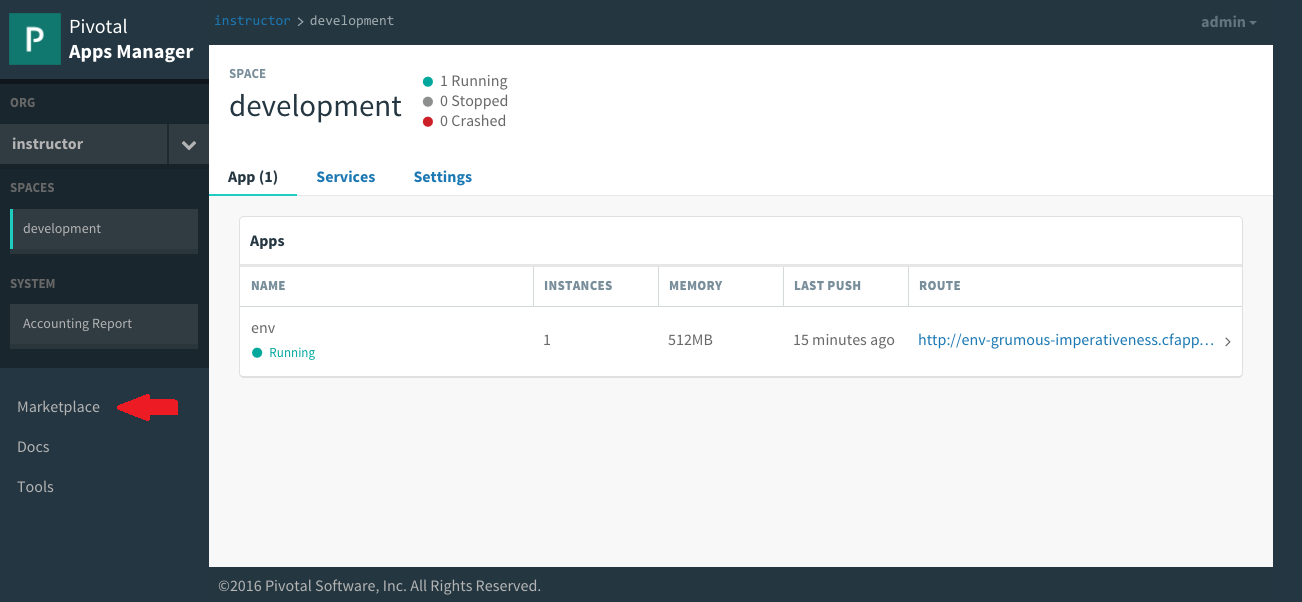 P
Pivotal
Apps Manager
instructor > development
admin
ORG
instructor
SPACES
development
SYSTEM
Accounting Report
Marketplace
Docs
Tools
SPACE
development
1 Running
0 Stopped
0 Crashed
App (1) Services Settings
Apps
NAME INSTANCES MEMORY LAST PUSH ROUTE
env
Running
1 512MB 15 minutes ago http://env-grumous-imperativeness.cfapp…
©2016 Pivotal Software, Inc. All Rights Reserved.